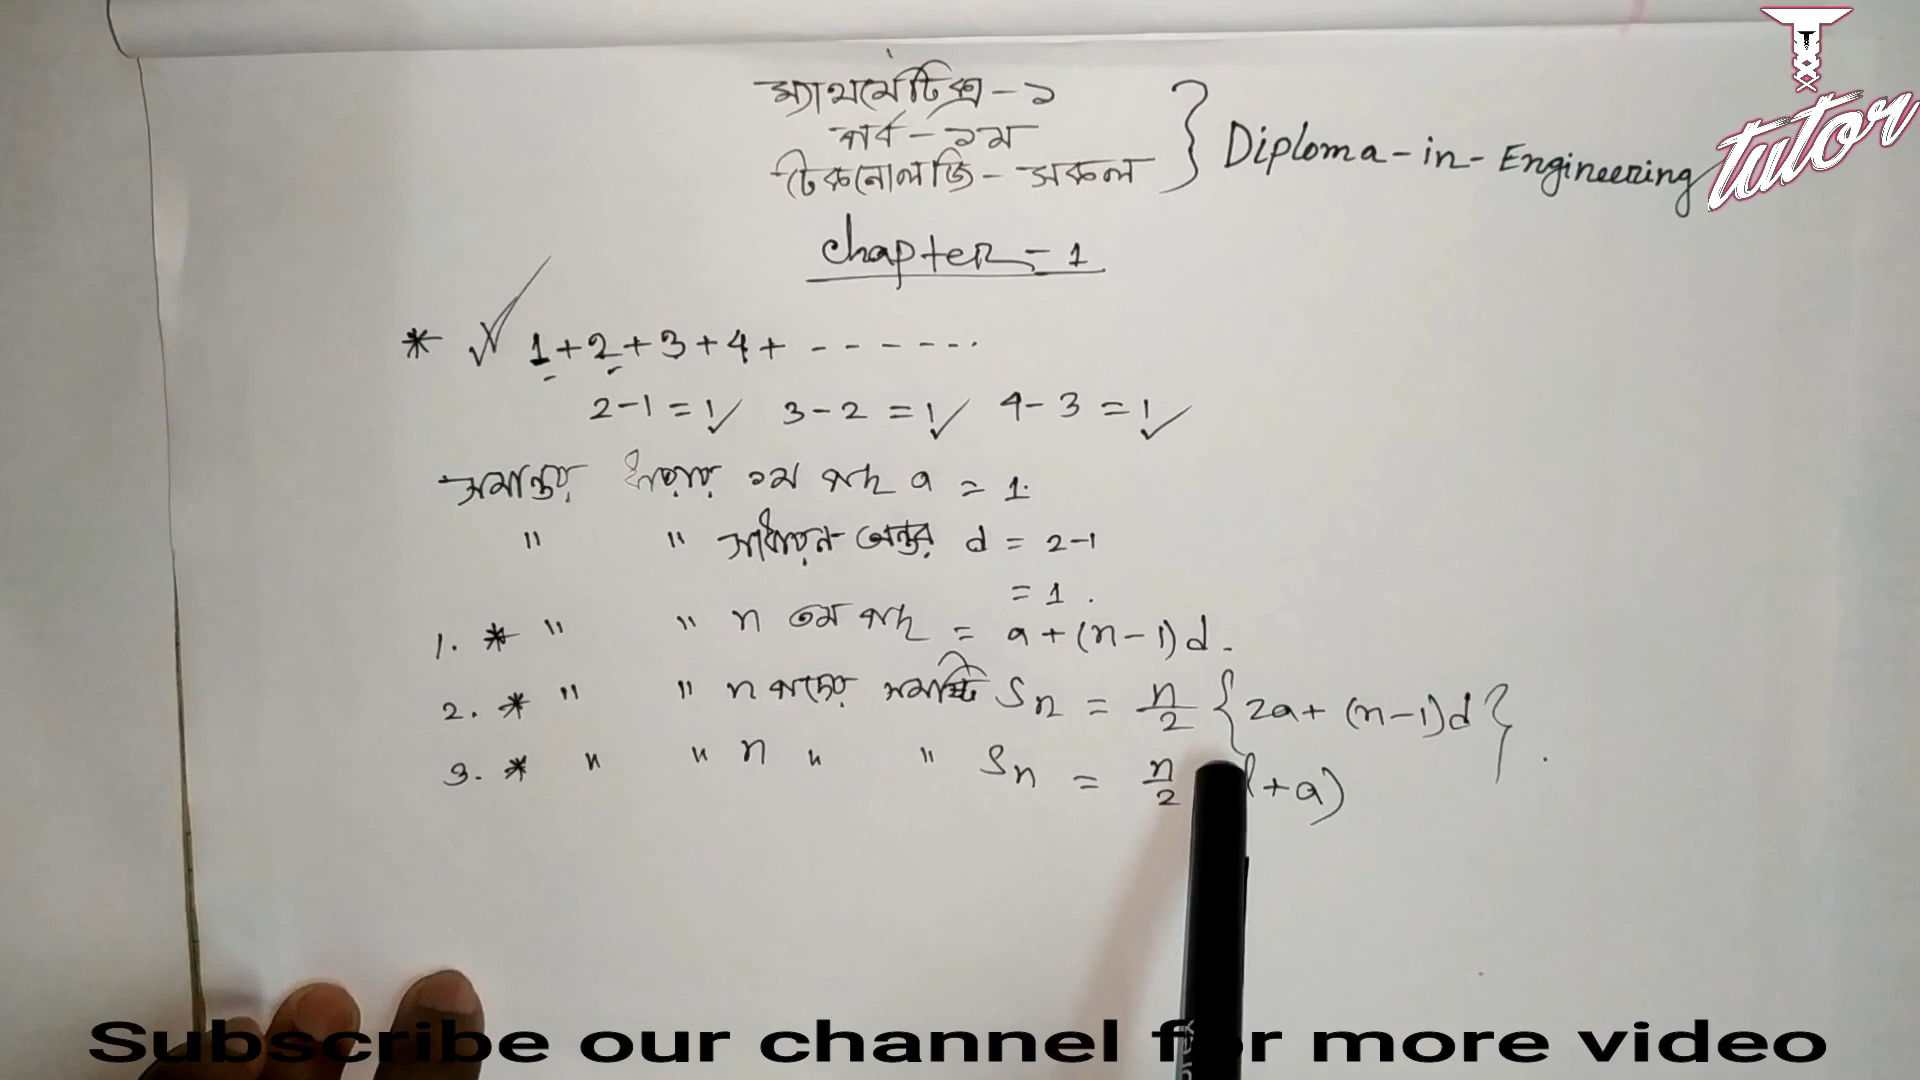 ম্যাথমেটিক্স - ১
পর্ব - ১ম
টেকনোলজি - সকল
} Diploma-in-Engineering
T TUTOR
Chapter - 1
* 1+2+3+4+ - - - - - - .
2-1 = 1 3-2 = 1 4-3 = 1
সমান্তর ধারার ১ম পদ a = 1.
" " সাধারন অন্তর d = 2-1
= 1 .
1. * " " n তম পদ = a+(n-1)d.
2. * " " n পদের সমষ্টি Sn = n/2 {2a+ (n-1)d} .
3. * " " n " " Sn = n/2 +a)
Subscribe our channel for more video